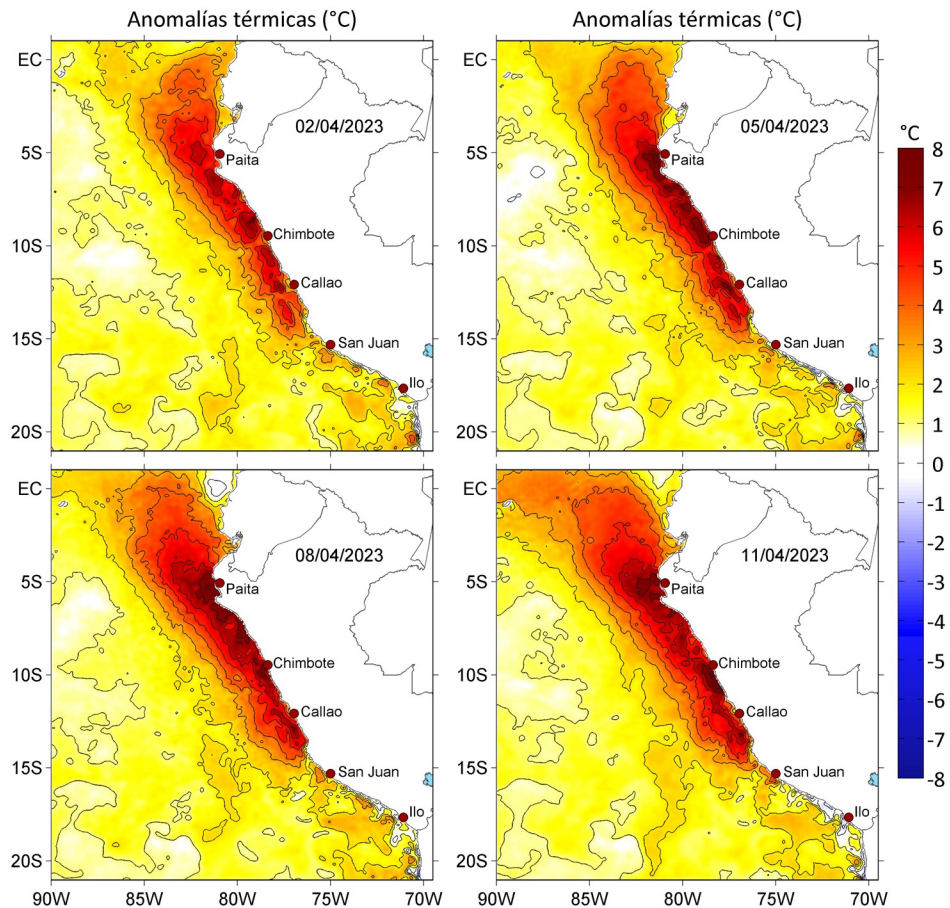 Anomalías térmicas (°C)
Anomalías térmicas (°C)
EC
5S
10S
15S
20S
02/04/2023
Paita
Chimbote
Callao
San Juan
Ilo
05/04/2023
Paita
Chimbote
Callao
San Juan
Ilo
EC
5S
10S
15S
20S
°C
8
7
6
5
4
3
2
1
0
-1
-2
-3
-4
-5
-6
-7
-8
EC
5S
10S
15S
20S
08/04/2023
Paita
Chimbote
Callao
San Juan
Ilo
90W 85W 80W 75W 70W
EC
5S
10S
15S
20S
11/04/2023
Paita
Chimbote
Callao
San Juan
Ilo
90W 85W 80W 75W 70W